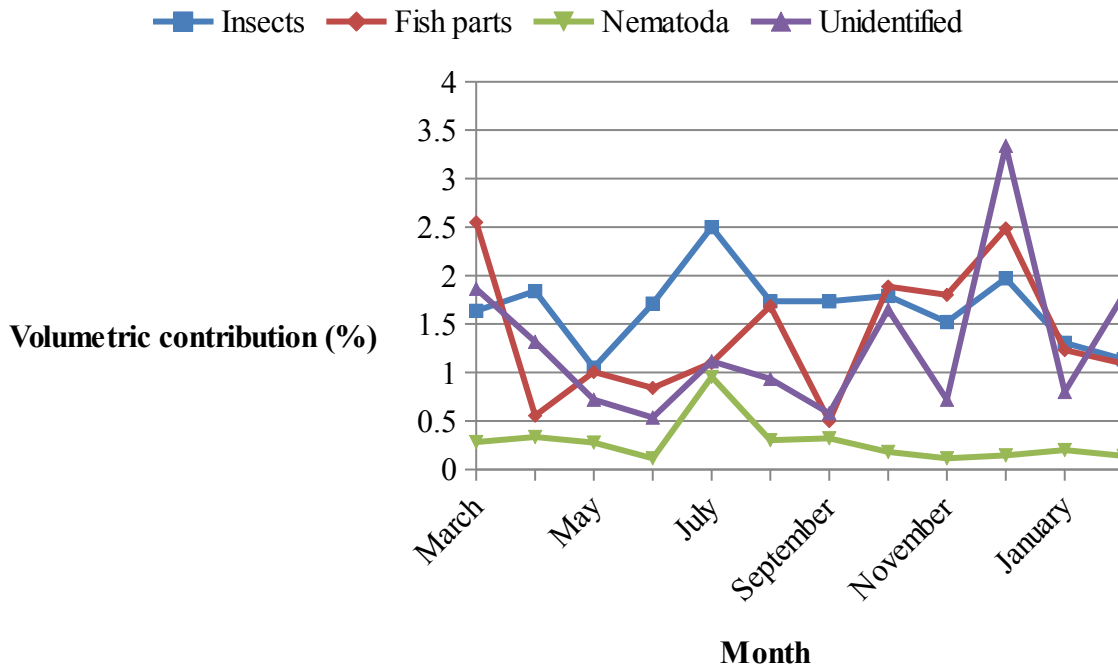 Insects Fish parts Nematoda Unidentified
4
3.5
3
2.5
2
1.5
1
0.5
0
Volumetric contribution (%)
March May July September November January
Month